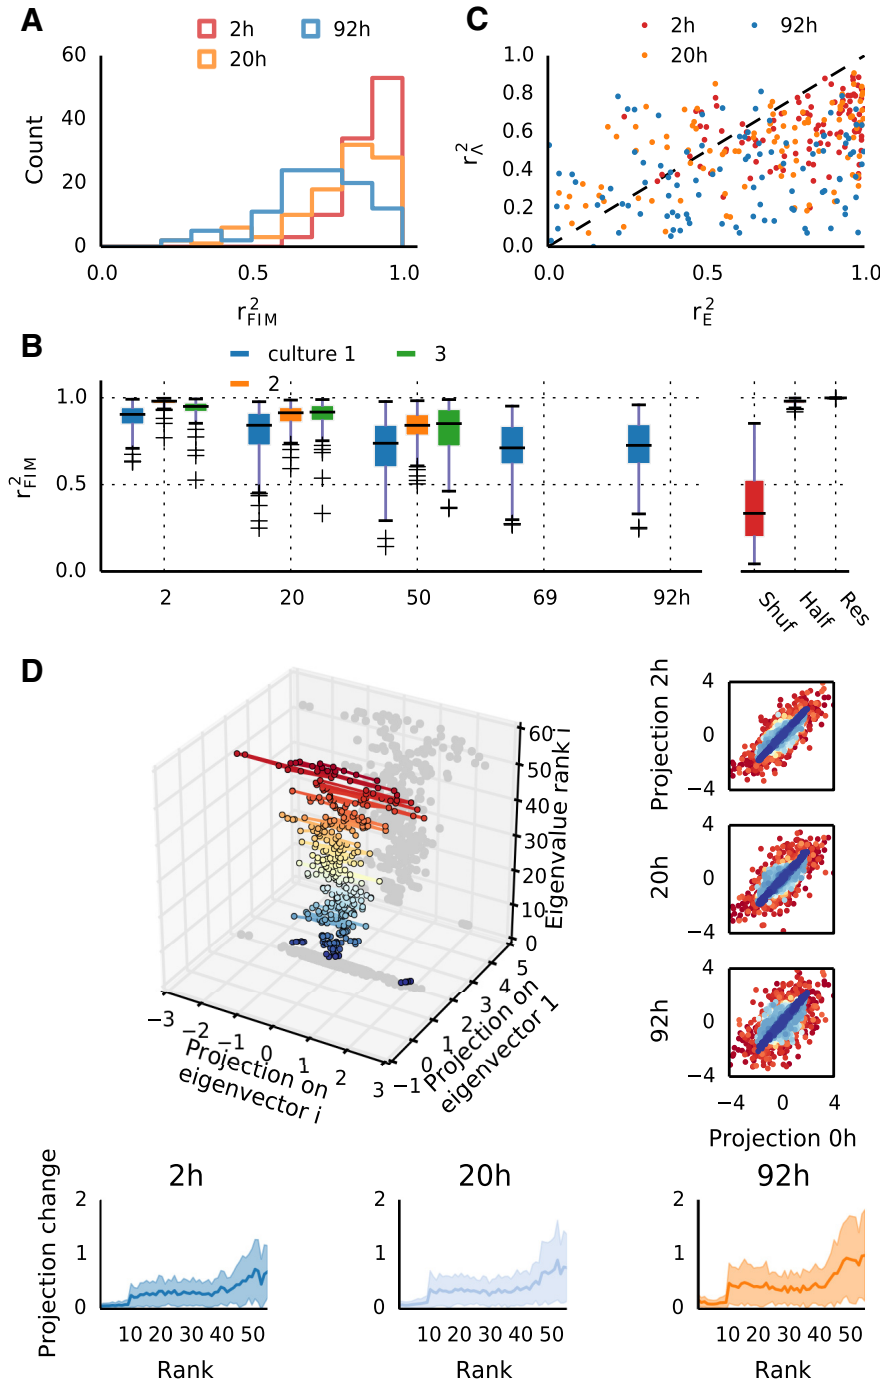 A
2h
92h
20h
Count
60
40
20
0
0.0
0.5
1.0
r²FIM
C
2h
92h
20h
r²Λ
1.0
0.8
0.6
0.4
0.2
0.0
0.0
0.5
1.0
r²E
B
culture 1
3
2
r²FIM
1.0
0.5
0.0
2
20
50
69
92h
Shuf
Half
Res
D
60
50
40
30
20
10
0
Eigenvalue rank i
−3
−2
−1
0
1
2
3
Projection on
eigenvector i
−1
0
1
2
3
4
5
Projection on
eigenvector 1
Projection 2h
4
0
−4
20h
4
0
−4
92h
4
0
−4
−4
0
4
Projection 0h
Projection change
2h
2
1
0
10 20 30 40 50
Rank
20h
2
1
0
10 20 30 40 50
Rank
92h
2
1
0
10 20 30 40 50
Rank